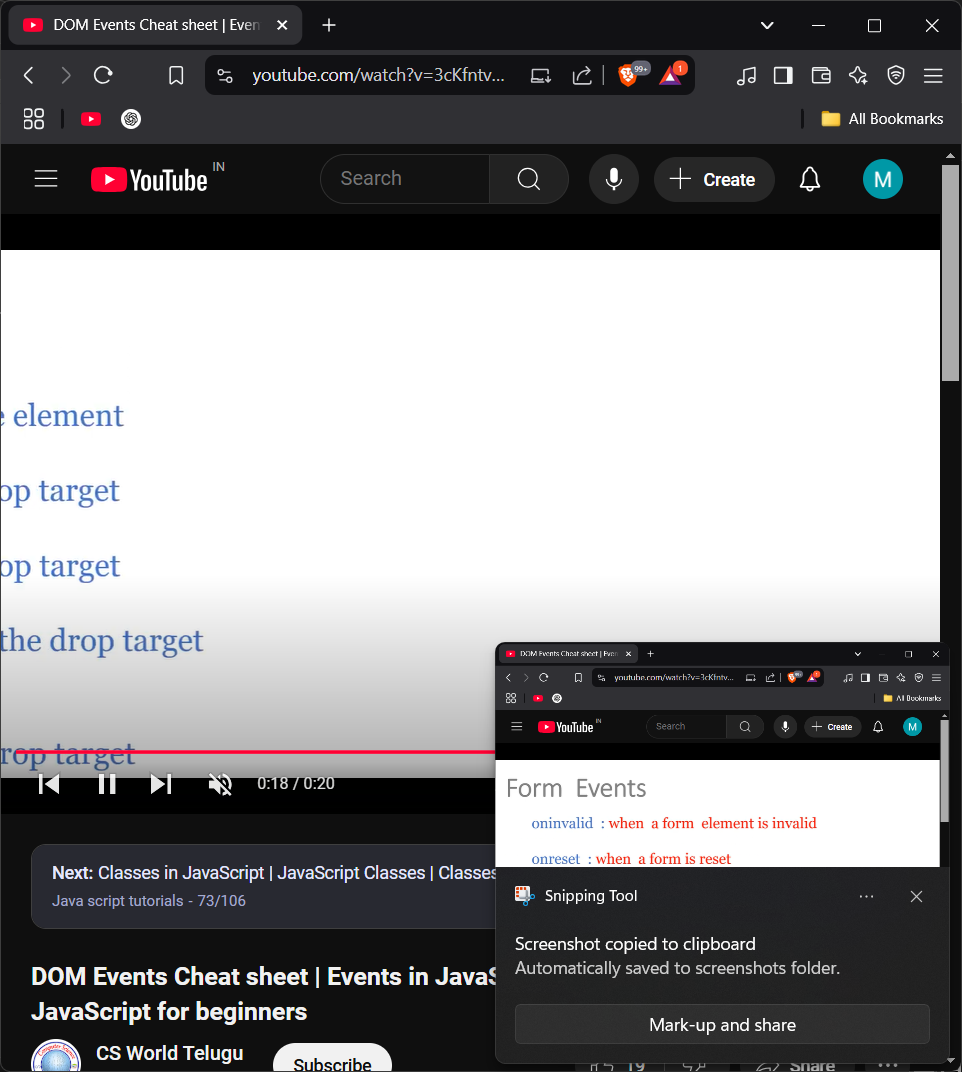 DOM Events Cheat sheet | Even
youtube.com/watch?v=3cKfntv...
99+
1
All Bookmarks
YouTube IN
Search
Create
M
e element
op target
op target
the drop target
rop target
0:18 / 0:20
Next: Classes in JavaScript | JavaScript Classes | Classes
Java script tutorials - 73/106
DOM Events Cheat sheet | Events in JavaS
JavaScript for beginners
CS World Telugu
Subscribe
19
Share
DOM Events Cheat sheet | Even
youtube.com/watch?v=3cKfntv...
All Bookmarks
YouTube IN
Search
Create
M
Form Events
oninvalid : when a form element is invalid
onreset : when a form is reset
Snipping Tool
Screenshot copied to clipboard
Automatically saved to screenshots folder.
Mark-up and share